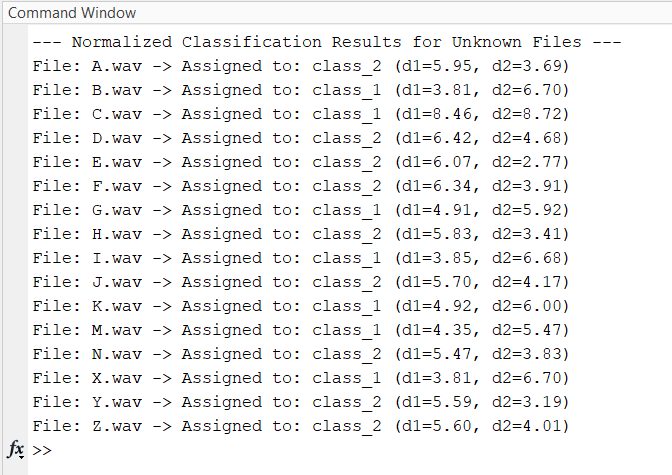 Command Window
--- Normalized Classification Results for Unknown Files ---
File: A.wav -> Assigned to: class_2 (d1=5.95, d2=3.69)
File: B.wav -> Assigned to: class_1 (d1=3.81, d2=6.70)
File: C.wav -> Assigned to: class_1 (d1=8.46, d2=8.72)
File: D.wav -> Assigned to: class_2 (d1=6.42, d2=4.68)
File: E.wav -> Assigned to: class_2 (d1=6.07, d2=2.77)
File: F.wav -> Assigned to: class_2 (d1=6.34, d2=3.91)
File: G.wav -> Assigned to: class_1 (d1=4.91, d2=5.92)
File: H.wav -> Assigned to: class_2 (d1=5.83, d2=3.41)
File: I.wav -> Assigned to: class_1 (d1=3.85, d2=6.68)
File: J.wav -> Assigned to: class_2 (d1=5.70, d2=4.17)
File: K.wav -> Assigned to: class_1 (d1=4.92, d2=6.00)
File: M.wav -> Assigned to: class_1 (d1=4.35, d2=5.47)
File: N.wav -> Assigned to: class_2 (d1=5.47, d2=3.83)
File: X.wav -> Assigned to: class_1 (d1=3.81, d2=6.70)
File: Y.wav -> Assigned to: class_2 (d1=5.59, d2=3.19)
File: Z.wav -> Assigned to: class_2 (d1=5.60, d2=4.01)
fx >>